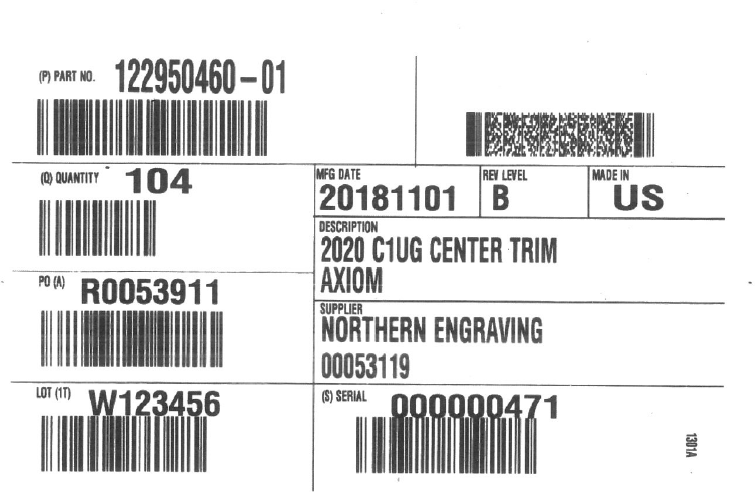 (P) PART NO. 122950460-01
(Q) QUANTITY 104
MFG DATE
20181101
REV LEVEL
B
MADE IN
US
DESCRIPTION
2020 C1UG CENTER TRIM
AXIOM
PO (A) R0053911
SUPPLIER
NORTHERN ENGRAVING
00053119
LOT (1T) W123456
(S) SERIAL 000000471
1301A